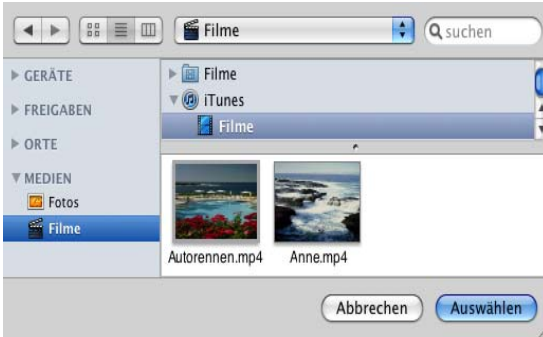 Filme
suchen
GERÄTE
FREIGABEN
ORTE
MEDIEN
Fotos
Filme
Filme
iTunes
Filme
Autorennen.mp4
Anne.mp4
Abbrechen
Auswählen